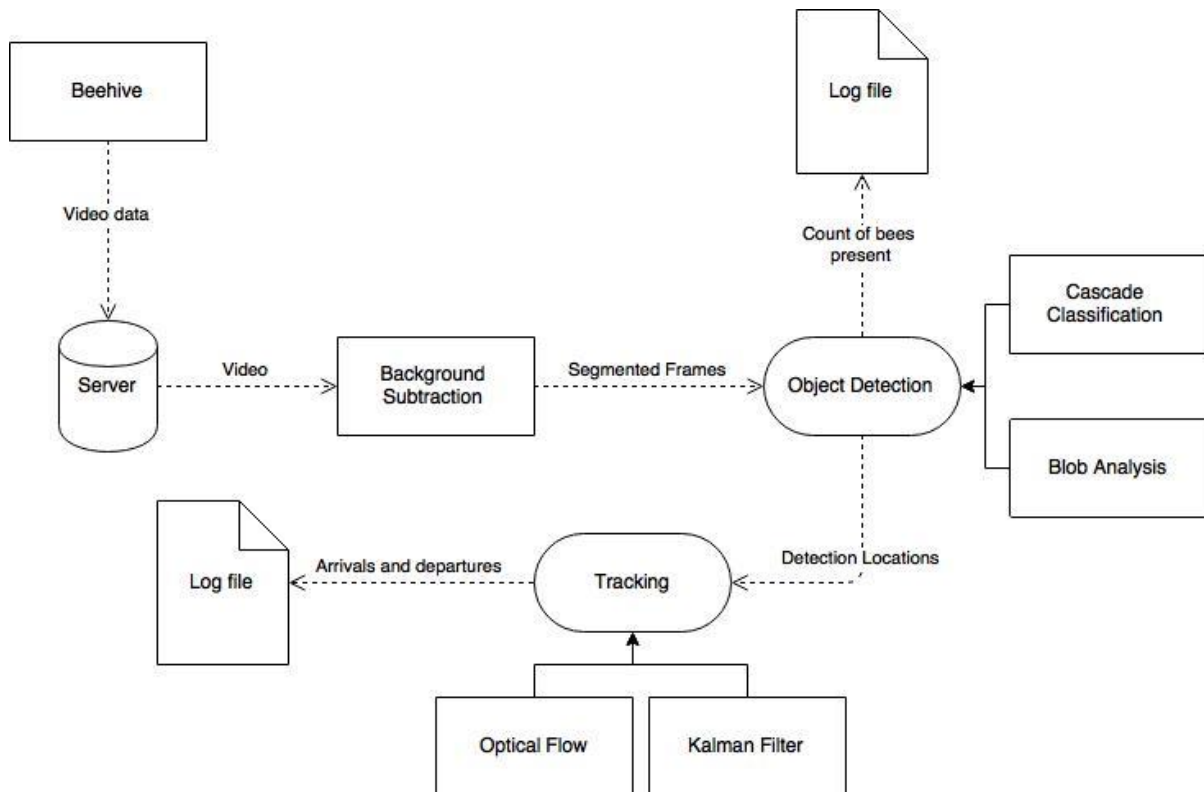 Beehive
Log file
Video data
Count of bees
present
Cascade
Classification
Server
Video
Background
Subtraction
Segmented Frames
Object Detection
Blob Analysis
Log file
Arrivals and departures
Tracking
Detection Locations
Optical Flow
Kalman Filter